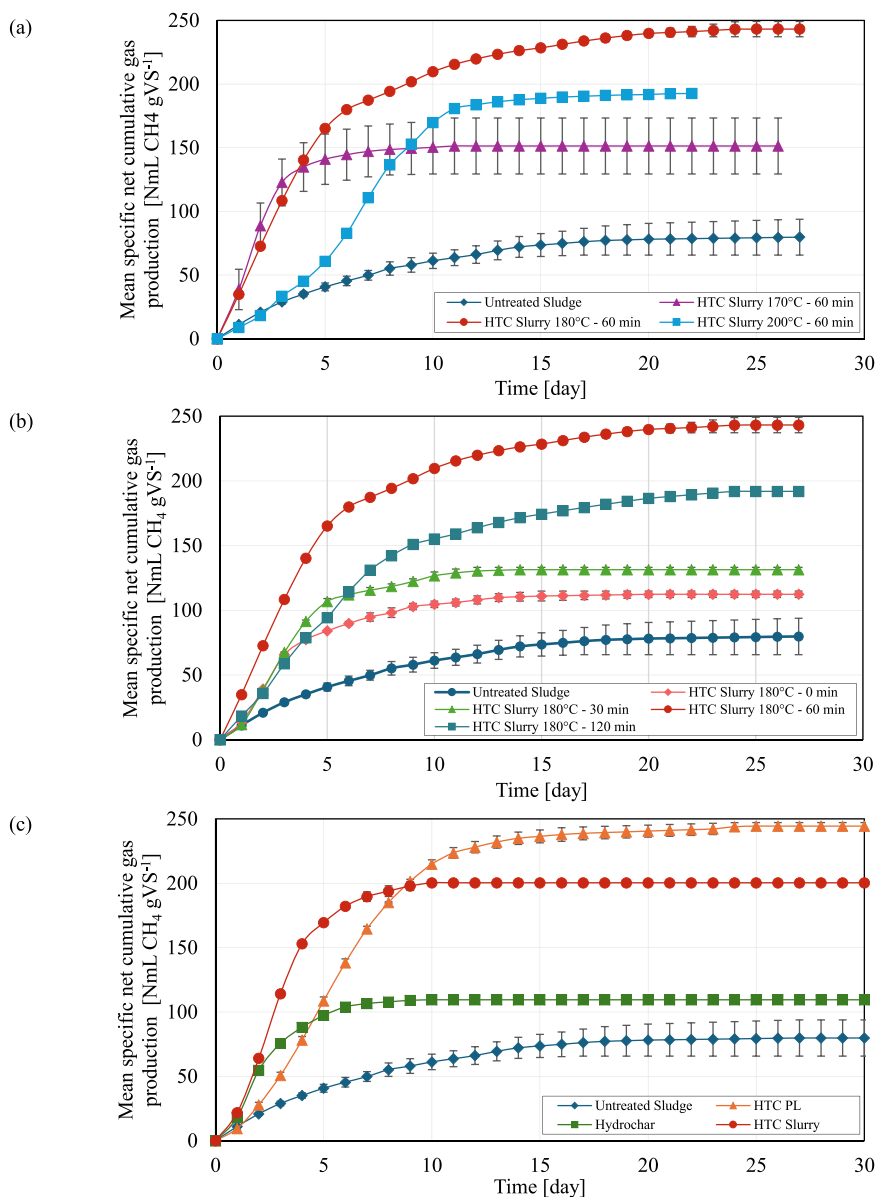 (a)
Mean specific net cumulative gas
production [NmL CH4 gVS⁻¹]
250
200
150
100
50
0
0 5 10 15 20 25 30
Time [day]
Untreated Sludge
HTC Slurry 170°C - 60 min
HTC Slurry 180°C - 60 min
HTC Slurry 200°C - 60 min
(b)
Mean specific net cumulative gas
production [NmL CH₄ gVS⁻¹]
250
200
150
100
50
0
0 5 10 15 20 25 30
Time [day]
Untreated Sludge
HTC Slurry 180°C - 0 min
HTC Slurry 180°C - 30 min
HTC Slurry 180°C - 60 min
HTC Slurry 180°C - 120 min
(c)
Mean specific net cumulative gas
production [NmL CH₄ gVS⁻¹]
250
200
150
100
50
0
0 5 10 15 20 25 30
Time [day]
Untreated Sludge
HTC PL
Hydrochar
HTC Slurry